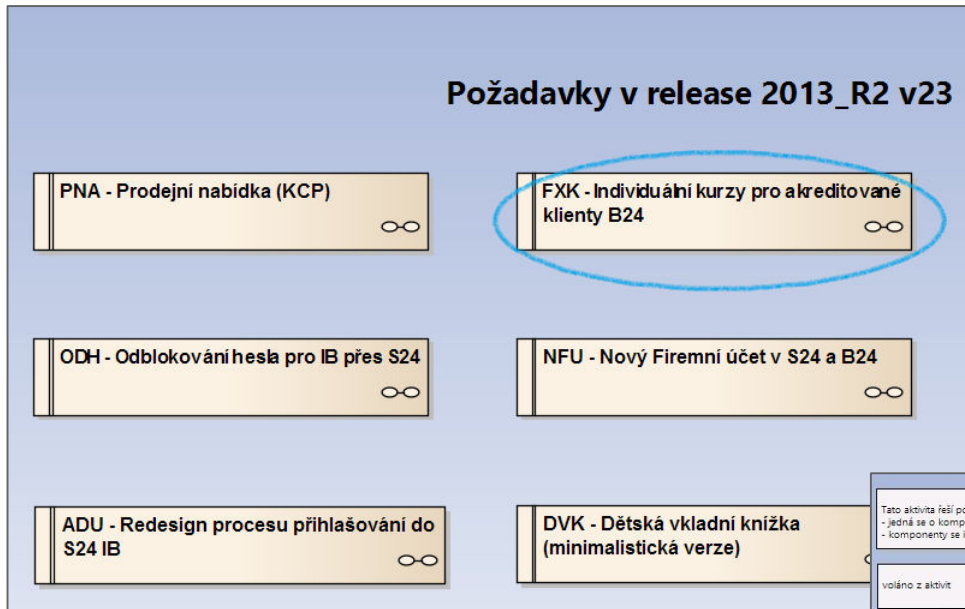 Požadavky v release 2013_R2 v23
PNA - Prodejní nabídka (KCP)
FXK - Individuální kurzy pro akreditované
klienty B24
ODH - Odblokování hesla pro IB přes S24
NFU - Nový Firemní účet v S24 a B24
ADU - Redesign procesu přihlašování do
S24 IB
DVK - Dětská vkladní knížka
(minimalistická verze)
Tato aktivita řeší
- jedná se o
- komponenty se
voláno z aktivit